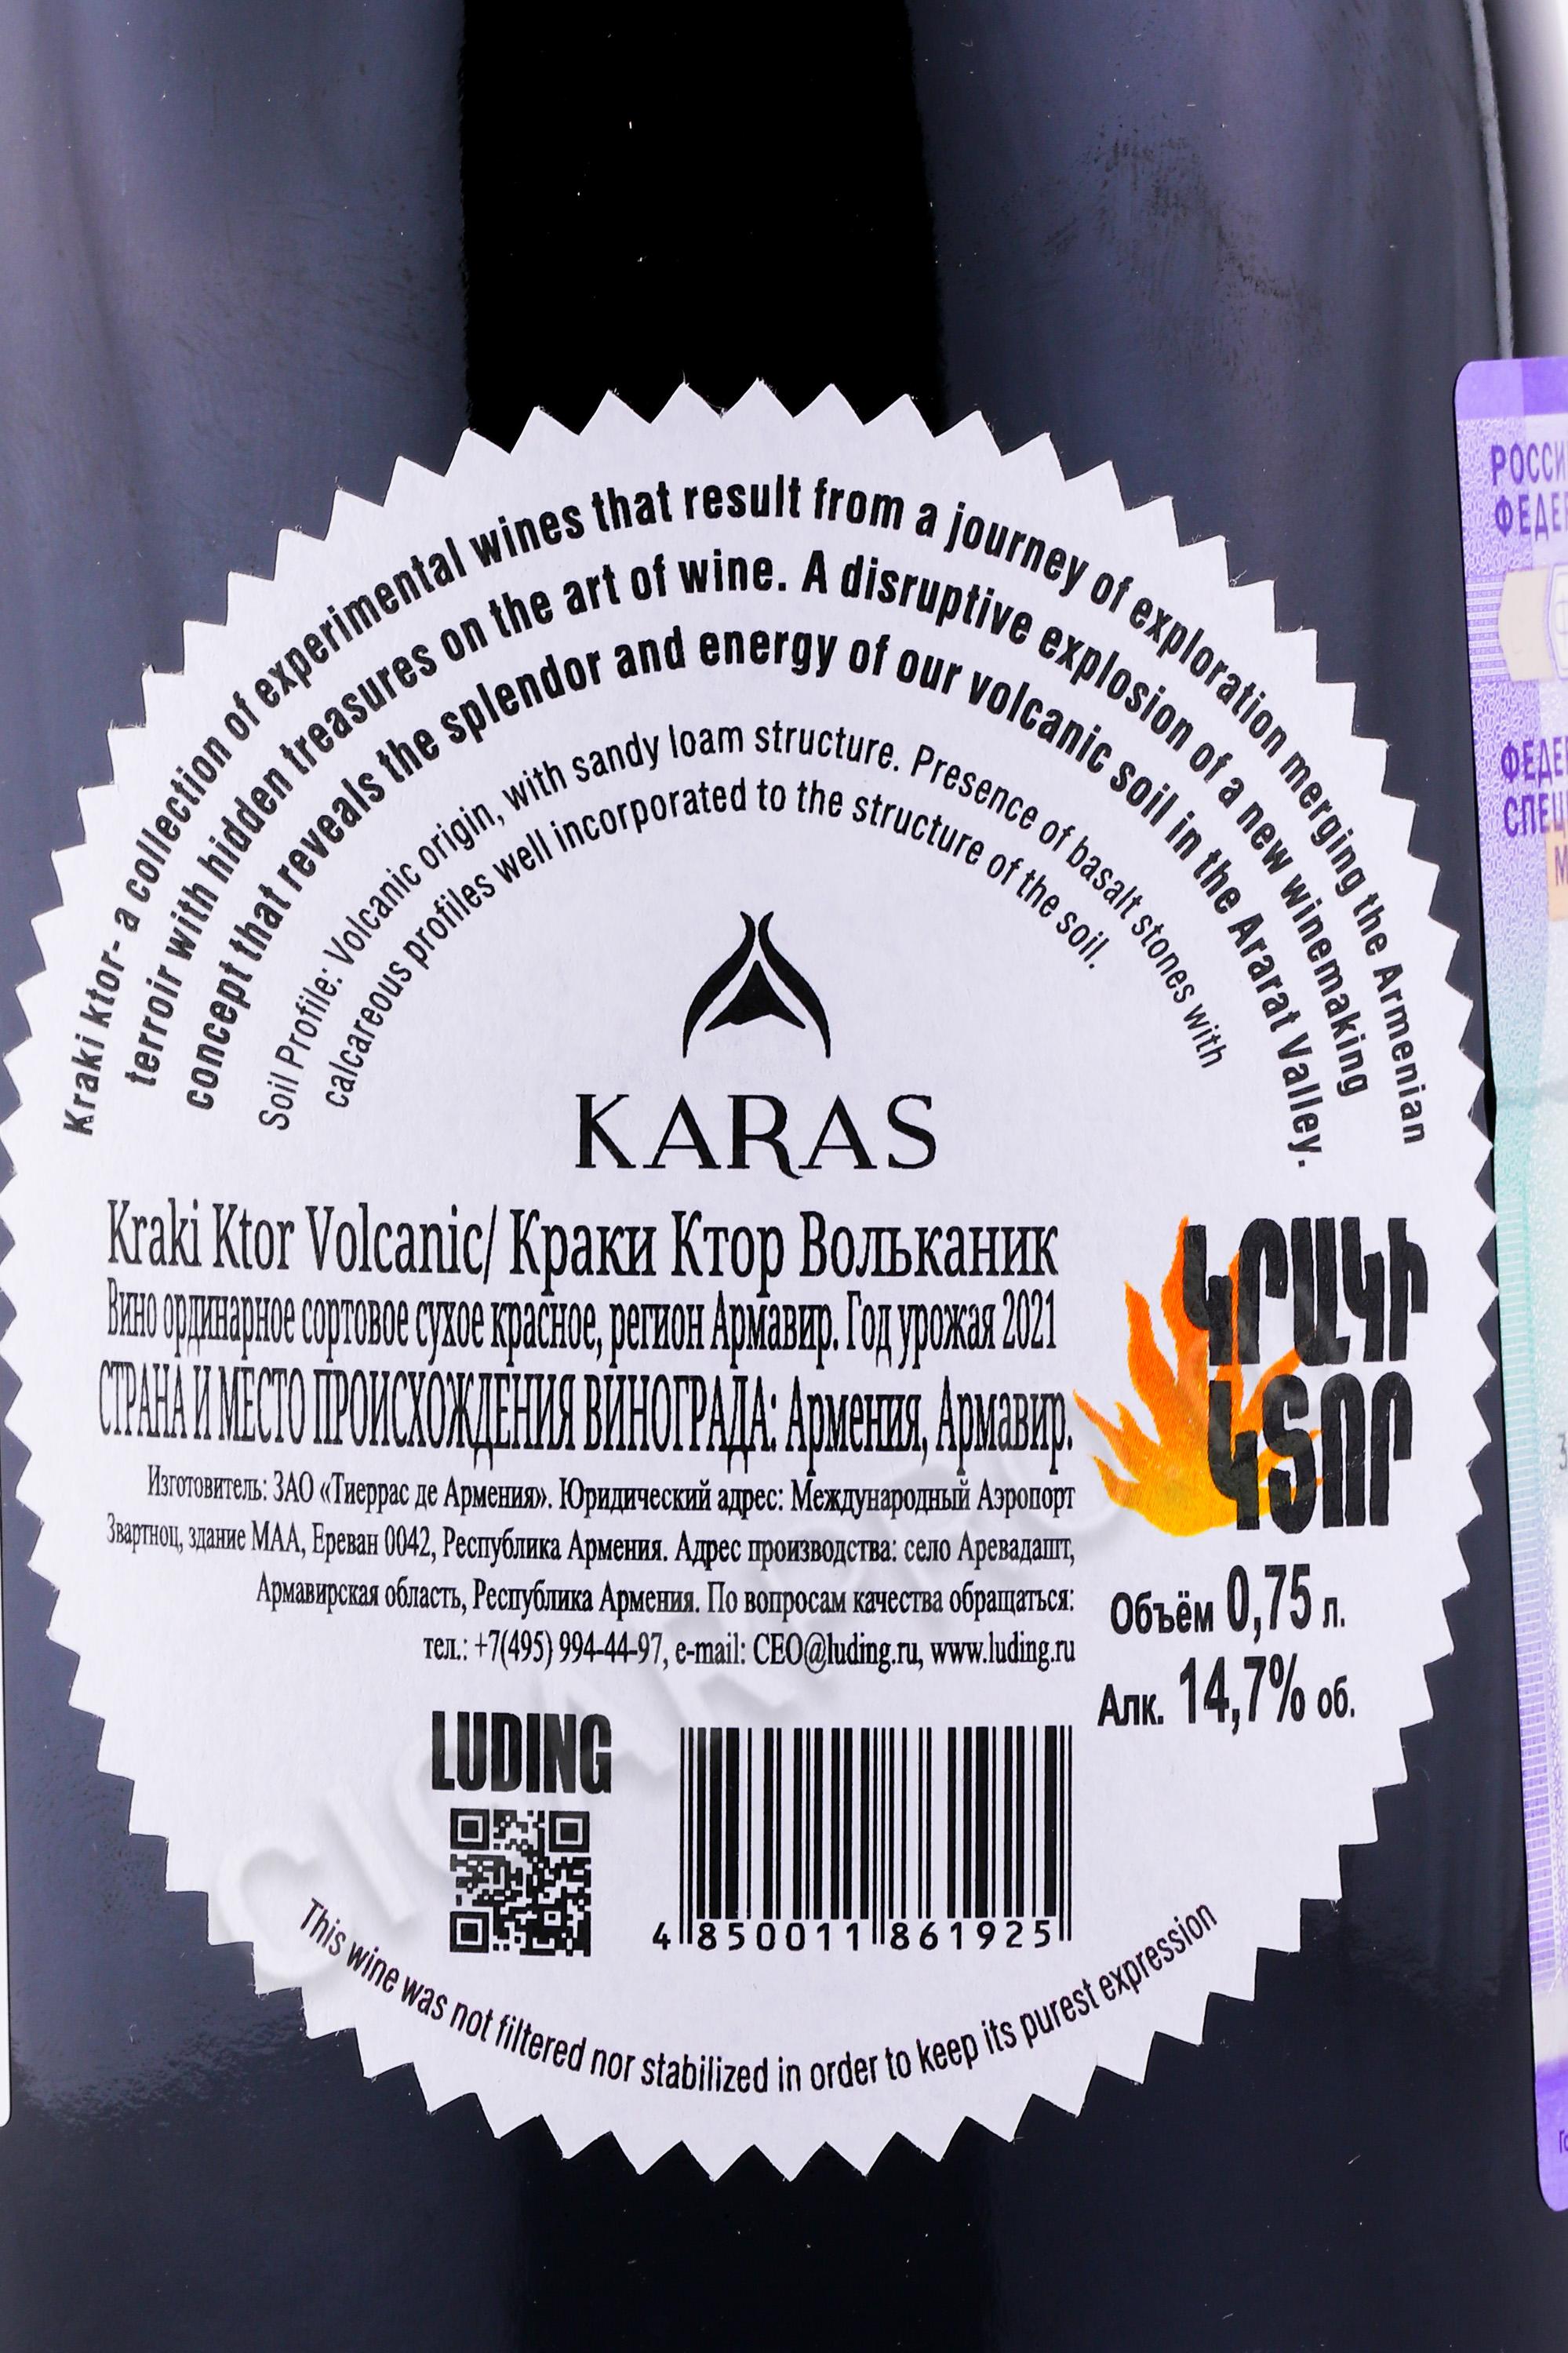 Kraki ktor- a collection of experimental wines that result from a journey of exploration merging the Armenian
terroir with hidden treasures on the art of wine. A disruptive explosion of a new winemaking
concept that reveals the splendor and energy of our volcanic soil in the Ararat Valley.
Soil Profile: Volcanic origin, with sandy loam structure. Presence of basalt stones with
calcareous profiles well incorporated to the structure of the soil.
KARAS
Kraki Ktor Volcanic/ Краки Ктор Вольканик
Вино ординарное сортовое сухое красное, регион Армавир. Год урожая 2021
СТРАНА И МЕСТО ПРОИСХОЖДЕНИЯ ВИНОГРАДА: Армения, Армавир.
Изготовитель: ЗАО «Тиеррас де Армения». Юридический адрес: Международный Аэропорт
Звартноц, здание МАА, Ереван 0042, Республика Армения. Адрес производства: село Аревадашт,
Армавирская область, Республика Армения. По вопросам качества обращаться:
тел.: +7(495) 994-44-97, e-mail: CEO@luding.ru, www.luding.ru
ԿՐԱԿԻ
ԿՏՈՐ
Объём 0,75 л.
Алк. 14,7% об.
LUDING
4 850011 861925
This wine was not filtered nor stabilized in order to keep its purest expression
CIGARPRO